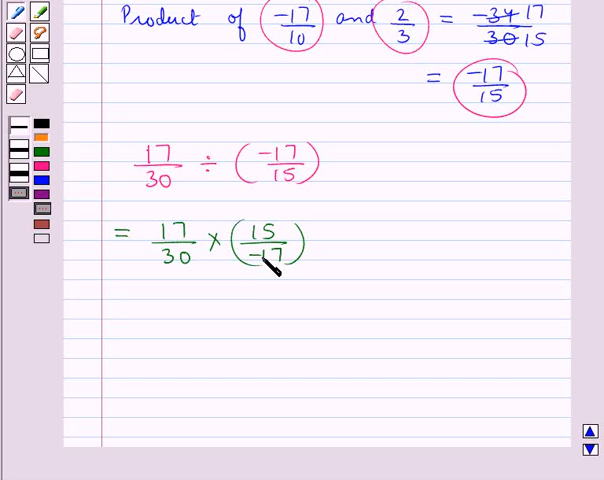 Product of -17/10 and 2/3 = -34 17/30 15
= -17/15
17/30 ÷ (-17/15)
= 17/30 × (15/-17)